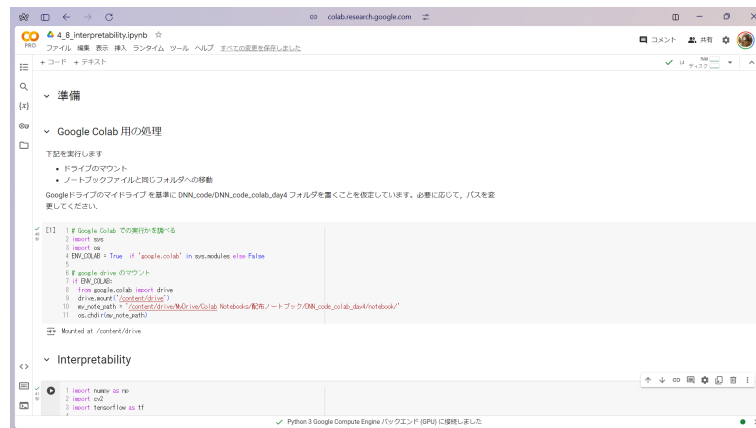 colab.research.google.com
4_8_interpretability.ipynb
PRO
ファイル 編集 表示 挿入 ランタイム ツール ヘルプ すべての変更を保存しました
コメント 共有
+ コード + テキスト
L4 RAM ディスク
準備
Google Colab 用の処理
下記を実行します
• ドライブのマウント
• ノートブックファイルと同じフォルダへの移動
Googleドライブのマイドライブ を基準に DNN_code/DNN_code_colab_day4 フォルダを置くことを仮定しています。必要に応じて，パスを変
更してください.
[1]
1 # Google Colab での実行かを調べる
2 import sys
3 import os
4 ENV_COLAB = True if 'google.colab' in sys.modules else False
5
6 # google drive のマウント
7 if ENV_COLAB:
8 from google.colab import drive
9 drive.mount('/content/drive')
10 my_note_path = '/content/drive/MyDrive/Colab Notebooks/配布ノートブック/DNN_code_colab_day4/notebook/'
11 os.chdir(my_note_path)
Mounted at /content/drive
Interpretability
1 import numpy as np
2 import cv2
3 import tensorflow as tf
Python 3 Google Compute Engine バックエンド (GPU) に接続しました